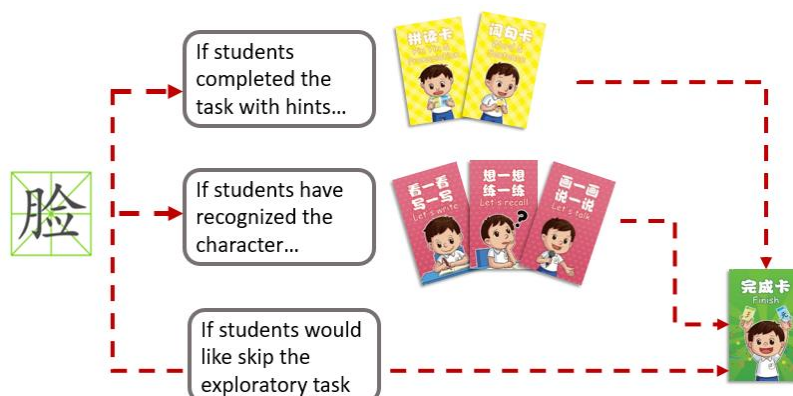 If students
completed the
task with hints...
拼读卡
词句卡
脸
If students have
recognized the
character...
看一看
写一写
Let's write
想一想
练一练
Let's recall
?
画一画
说一说
Let's talk
If students would
like skip the
exploratory task
完成卡
Finish